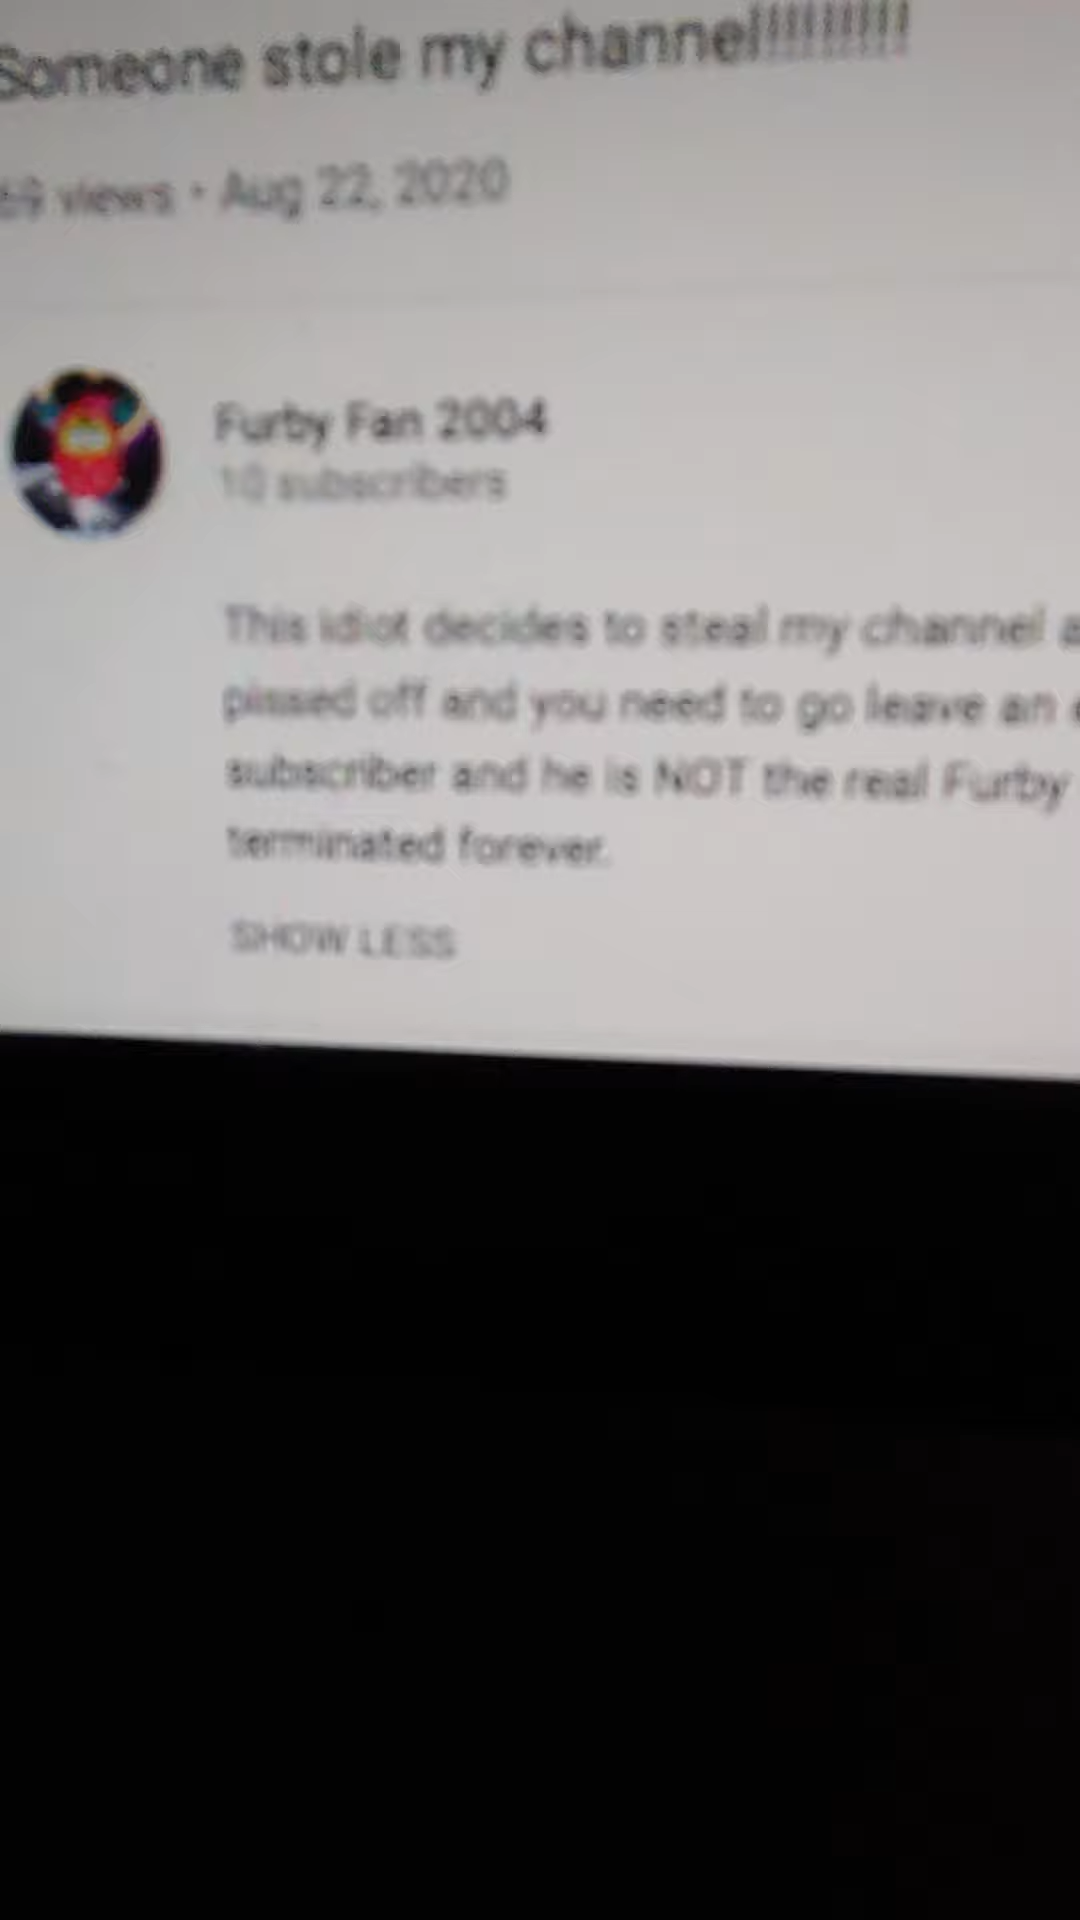 Someone stole my channel!!!!!!!!!!
69 views • Aug 22, 2020
Furby Fan 2004
10 subscribers
This idiot decides to steal my channel a
pissed off and you need to go leave an
subscriber and he is NOT the real Furby
terminated forever.
SHOW LESS